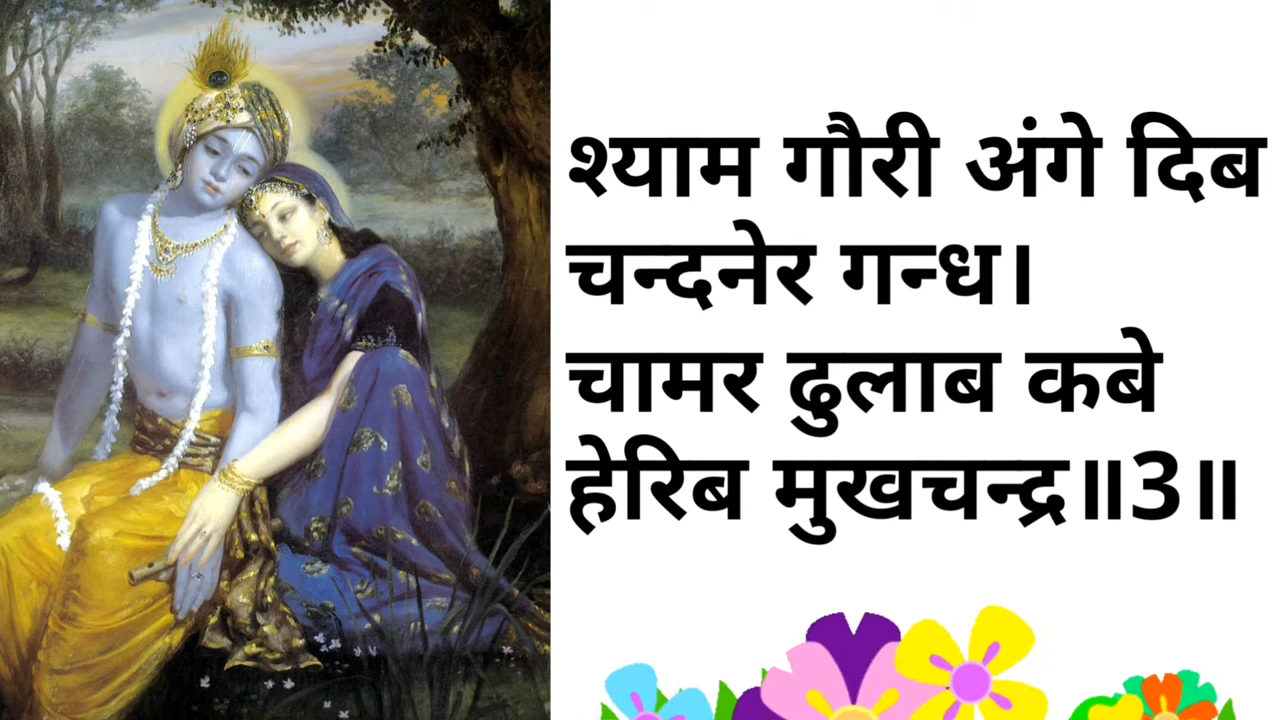 श्याम गौरी अंगे दिब
चन्दनेर गन्ध।
चामर ढुलाब कबे
हेरिब मुखचन्द्र॥3॥